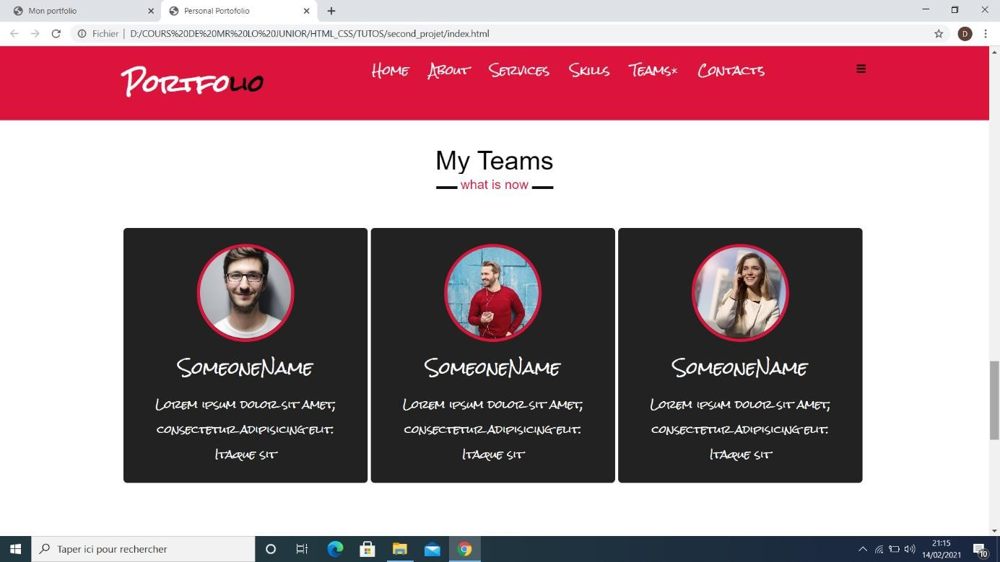 Mon portfolio
Personal Portofolio
Fichier
D:/COURS%20DE%20MR%20LO%20JUNIOR/HTML_CSS/TUTOS/second_projet/index.html
D
Portfolio
Home About Services Skills Teams* Contacts
My Teams
what is now
SomeoneName
Lorem ipsum dolor sit amet,
consectetur adipisicing elit.
Itaque sit
SomeoneName
Lorem ipsum dolor sit amet,
consectetur adipisicing elit.
Itaque sit
SomeoneName
Lorem ipsum dolor sit amet,
consectetur adipisicing elit.
Itaque sit
Taper ici pour rechercher
21:15
14/02/2021
10